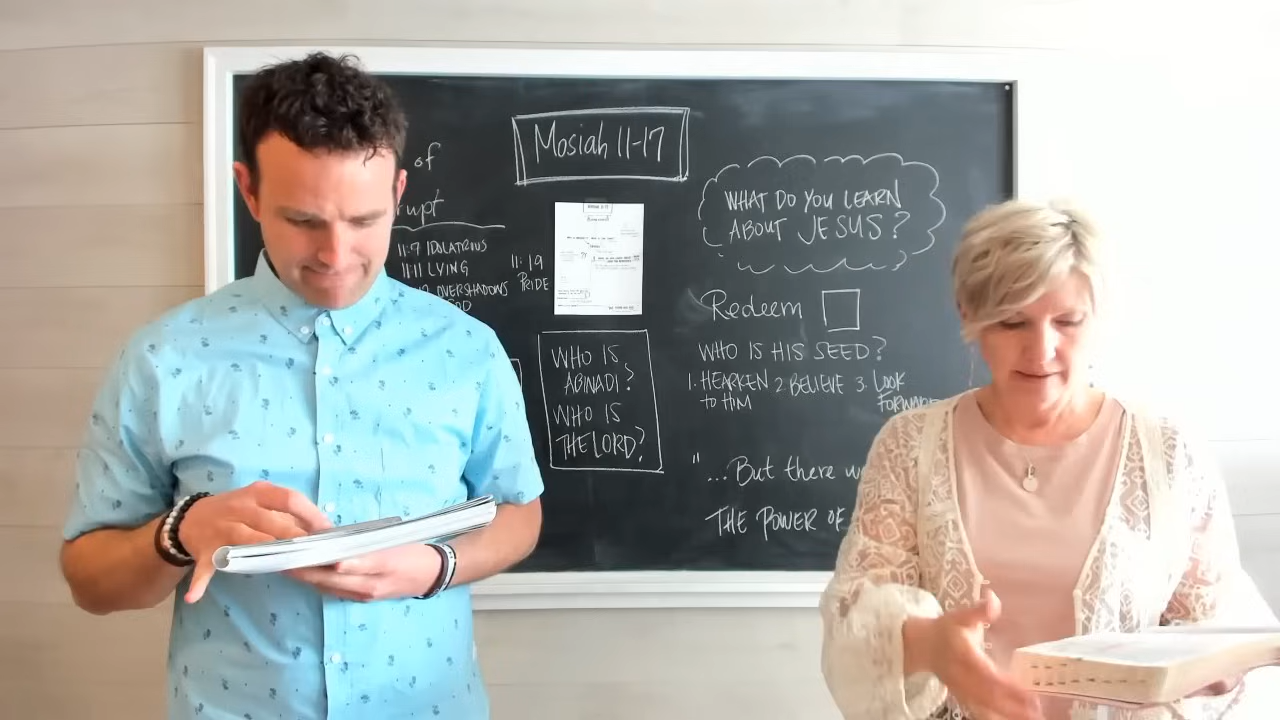 of
rupt
11:7 IDOLATROUS
11:11 LYING
OVERSHADOWS
11:19
PRIDE
Mosiah 11-17
WHO IS
ABINADI?
WHO IS
THE LORD?
WHAT DO YOU LEARN
ABOUT JESUS?
Redeem
WHO IS HIS SEED?
1. HEARKEN 2 BELIEVE 3. LOOK
TO HIM FORWARD
"...But there w
THE POWER OF